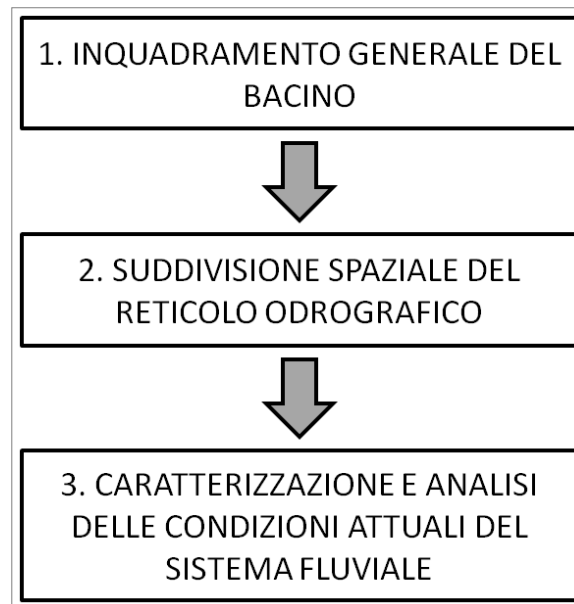 1. INQUADRAMENTO GENERALE DEL
BACINO
2. SUDDIVISIONE SPAZIALE DEL
RETICOLO ODROGRAFICO
3. CARATTERIZZAZIONE E ANALISI
DELLE CONDIZIONI ATTUALI DEL
SISTEMA FLUVIALE